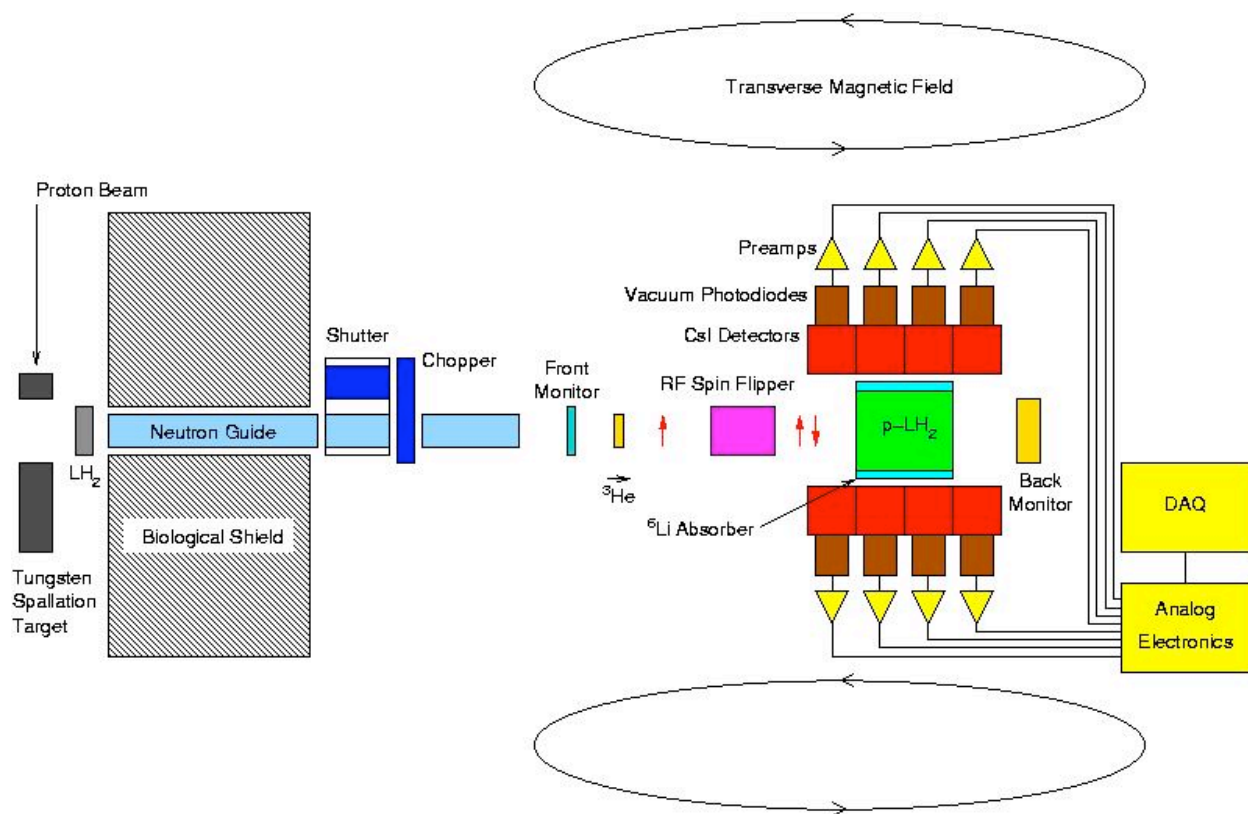 Transverse Magnetic Field
Proton Beam
Preamps
Vacuum Photodiodes
CsI Detectors
Shutter
Chopper
Front
Monitor
RF Spin Flipper
Neutron Guide
p-LH2
LH2
3He
Back
Monitor
6Li Absorber
DAQ
Biological Shield
Tungsten
Spallation
Target
Analog
Electronics